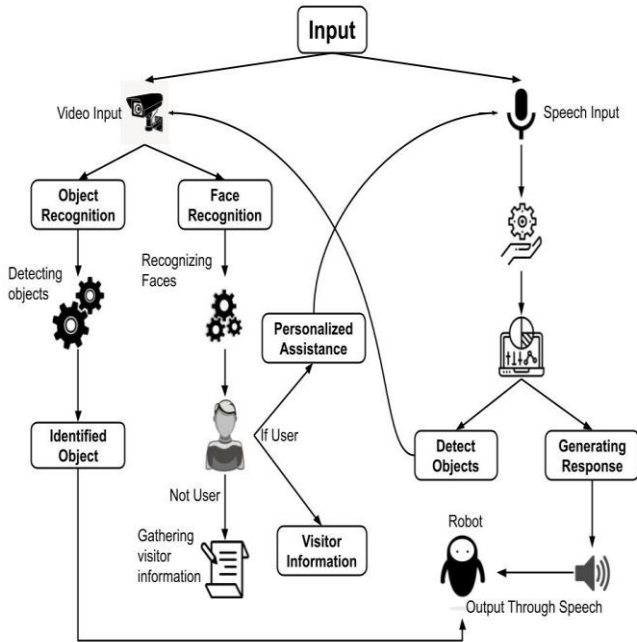 Input
Video Input
Speech Input
Object
Recognition
Face
Recognition
Detecting
objects
Recognizing
Faces
Personalized
Assistance
Identified
Object
If User
Detect
Objects
Generating
Response
Not User
Gathering
visitor
information
Visitor
Information
Robot
Output Through Speech